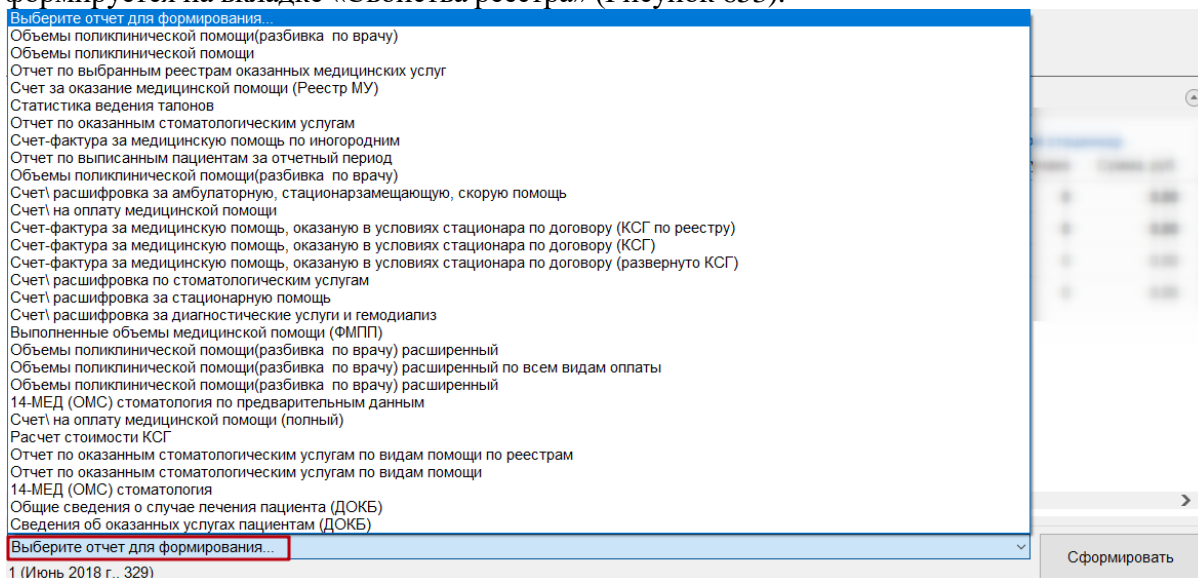 формируется на вкладке «Свойства реестра» (Рисунок 635).
Выберите отчет для формирования...
Объемы поликлинической помощи(разбивка по врачу)
Объемы поликлинической помощи
Отчет по выбранным реестрам оказанных медицинских услуг
Счет за оказание медицинской помощи (Реестр МУ)
Статистика ведения талонов
Отчет по оказанным стоматологическим услугам
Счет-фактура за медицинскую помощь по иногородним
Отчет по выписанным пациентам за отчетный период
Объемы поликлинической помощи(разбивка по врачу)
Счет\ расшифровка за амбулаторную, стационарзамещающую, скорую помощь
Счет\ на оплату медицинской помощи
Счет-фактура за медицинскую помощь, оказаную в условиях стационара по договору (КСГ по реестру)
Счет-фактура за медицинскую помощь, оказаную в условиях стационара по договору (КСГ)
Счет-фактура за медицинскую помощь, оказаную в условиях стационара по договору (развернуто КСГ)
Счет\ расшифровка по стоматологическим услугам
Счет\ расшифровка за стационарную помощь
Счет\ расшифровка за диагностические услуги и гемодиализ
Выполненные объемы медицинской помощи (ФМПП)
Объемы поликлинической помощи(разбивка по врачу) расширенный
Объемы поликлинической помощи(разбивка по врачу) расширенный по всем видам оплаты
Объемы поликлинической помощи(разбивка по врачу) расширенный
14-МЕД (ОМС) стоматология по предварительным данным
Счет\ на оплату медицинской помощи (полный)
Расчет стоимости КСГ
Отчет по оказанным стоматологическим услугам по видам помощи по реестрам
Отчет по оказанным стоматологическим услугам по видам помощи
14-МЕД (ОМС) стоматология
Общие сведения о случае лечения пациента (ДОКБ)
Сведения об оказанных услугах пациентам (ДОКБ)
Выберите отчет для формирования...
Сформировать
1 (Июнь 2018 г., 329)